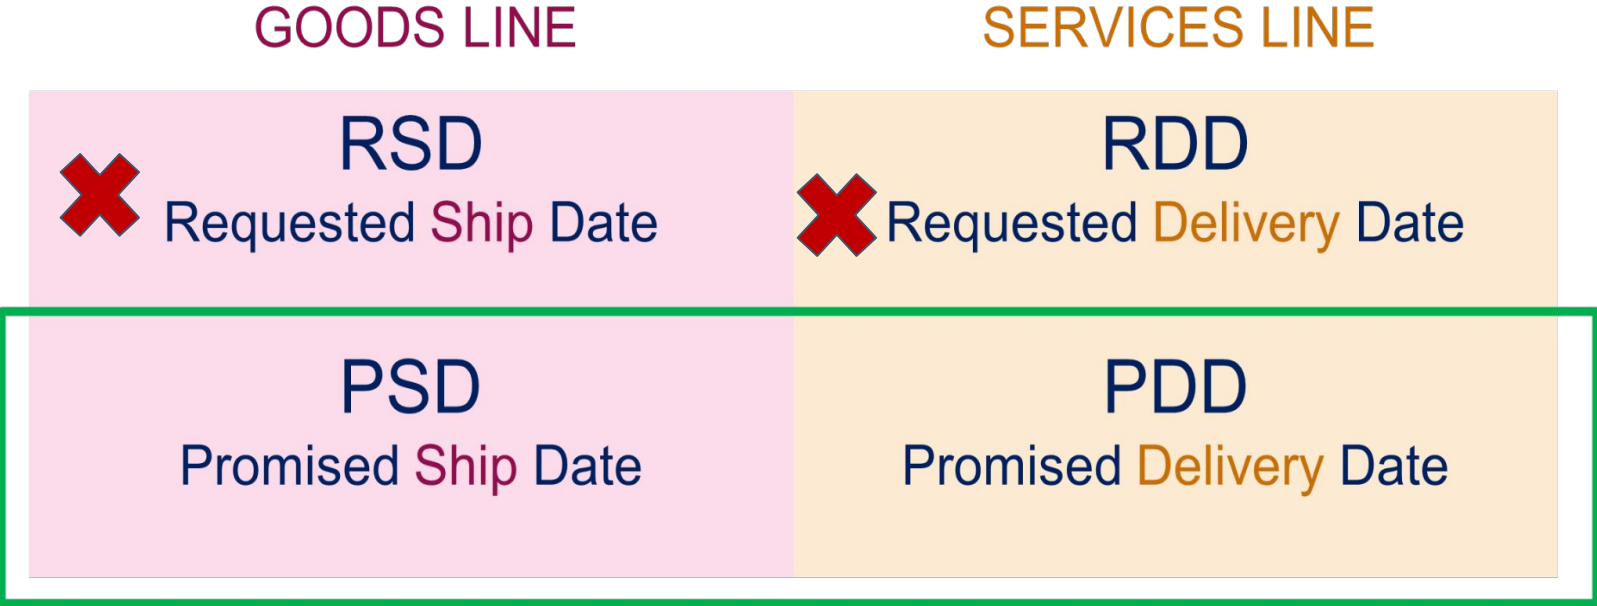 GOODS LINE
SERVICES LINE
RSD
Requested Ship Date
RDD
Requested Delivery Date
PSD
Promised Ship Date
PDD
Promised Delivery Date